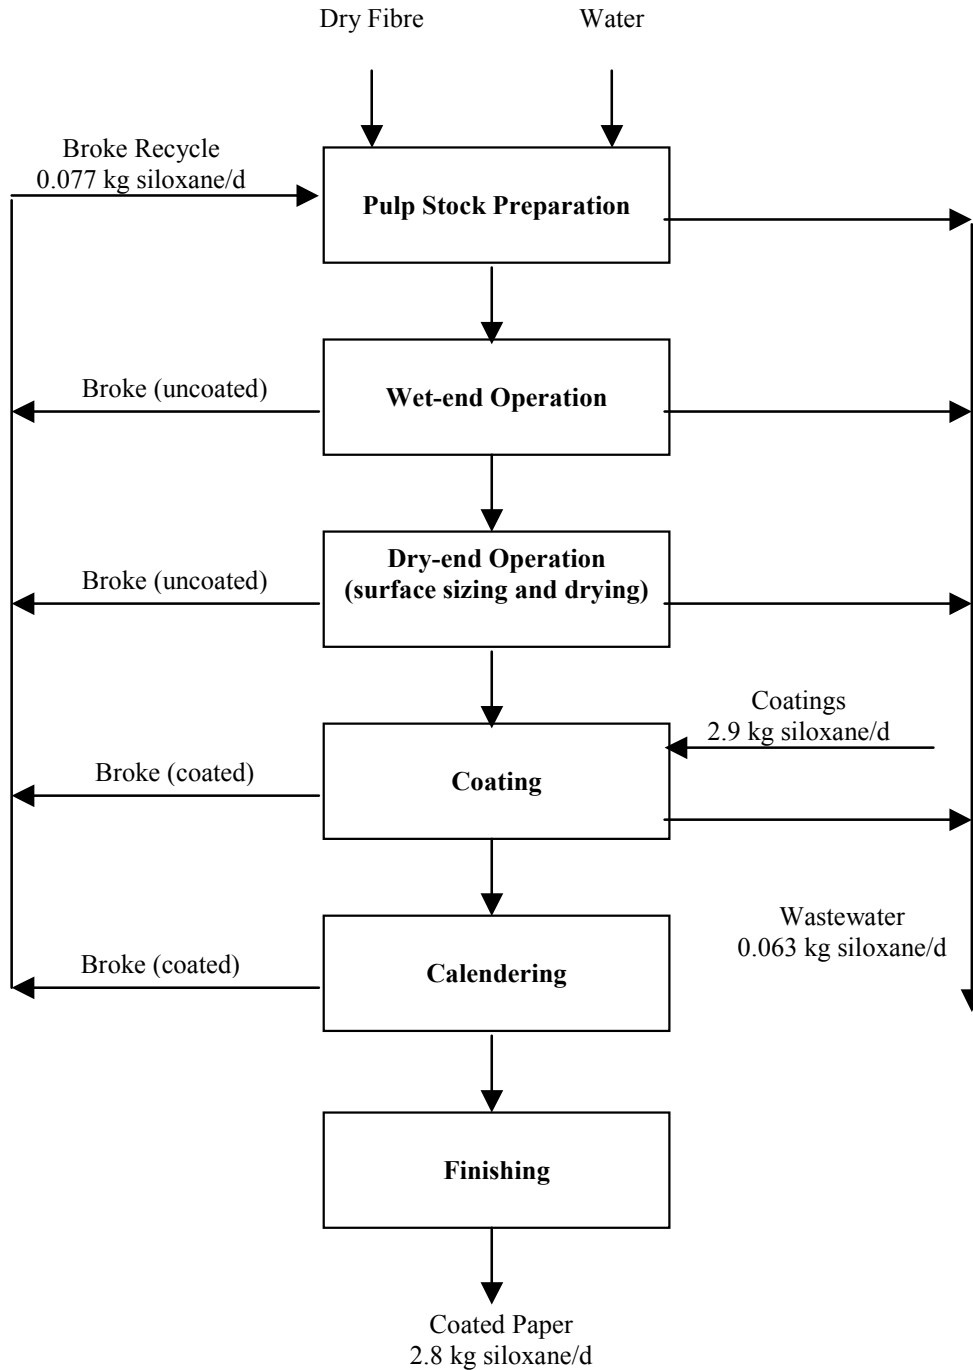 Dry Fibre
Water
Broke Recycle
0.077 kg siloxane/d
Pulp Stock Preparation
Broke (uncoated)
Wet-end Operation
Broke (uncoated)
Dry-end Operation
(surface sizing and drying)
Coatings
2.9 kg siloxane/d
Broke (coated)
Coating
Wastewater
0.063 kg siloxane/d
Broke (coated)
Calendering
Finishing
Coated Paper
2.8 kg siloxane/d